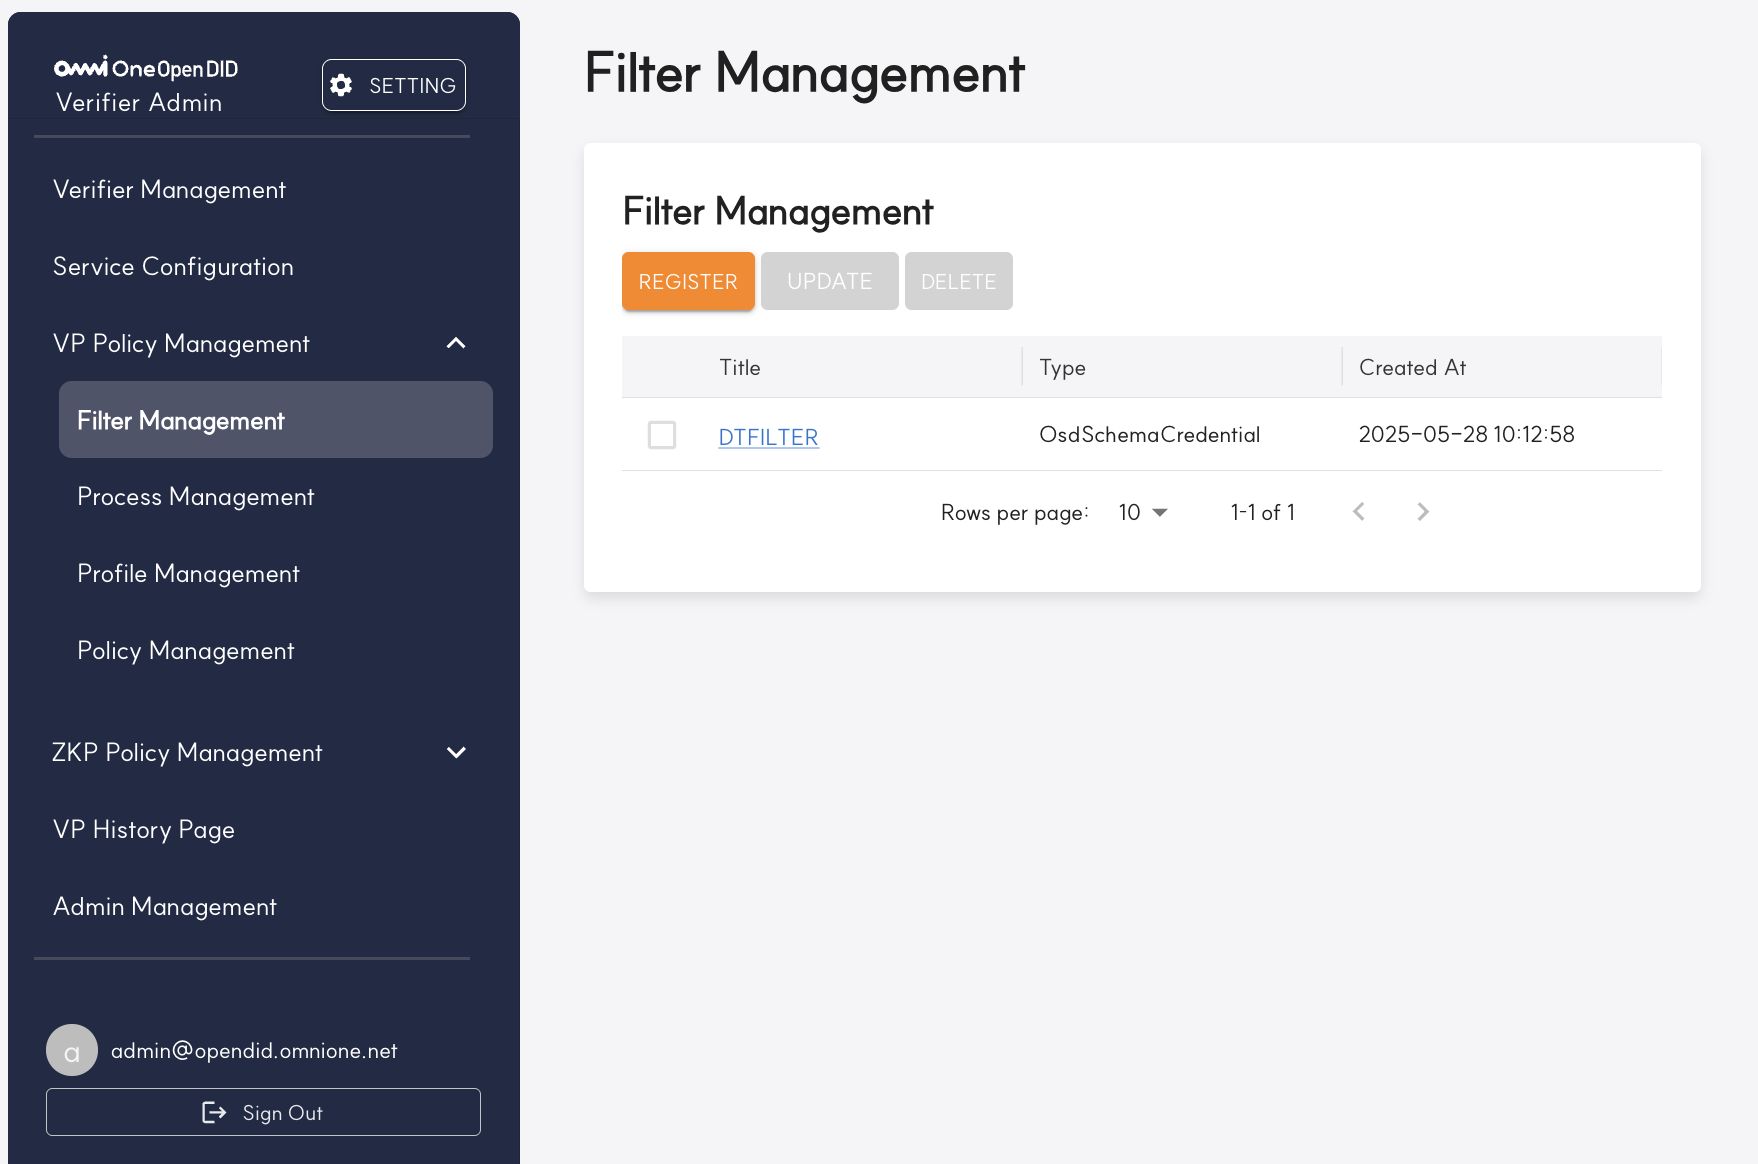 omni One Open DID
Verifier Admin
SETTING
Verifier Management
Service Configuration
VP Policy Management
Filter Management
Process Management
Profile Management
Policy Management
ZKP Policy Management
VP History Page
Admin Management
a
admin@opendid.omnione.net
Sign Out
Filter Management
Filter Management
REGISTER UPDATE DELETE
Title Type Created At
DTFILTER OsdSchemaCredential 2025-05-28 10:12:58
Rows per page: 10 1-1 of 1